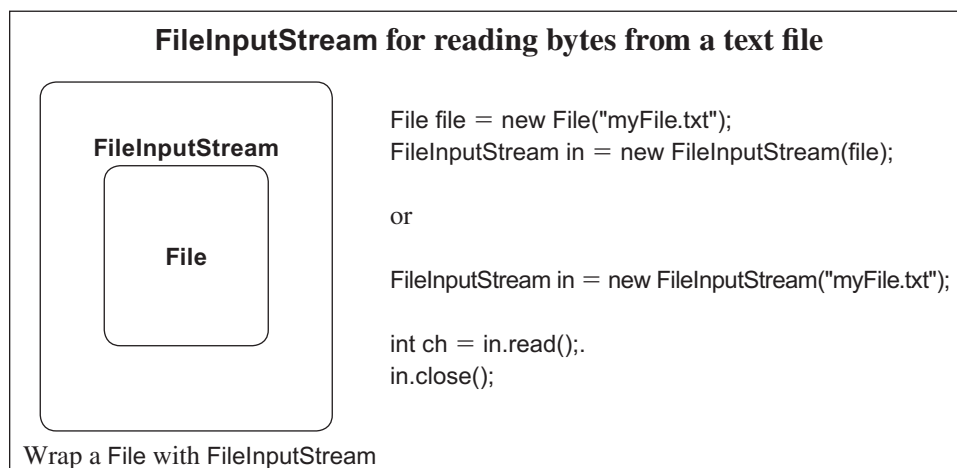 FileInputStream for reading bytes from a text file
FileInputStream
File
File file = new File("myFile.txt");
FileInputStream in = new FileInputStream(file);
or
FileInputStream in = new FileInputStream("myFile.txt");
int ch = in.read();.
in.close();
Wrap a File with FileInputStream